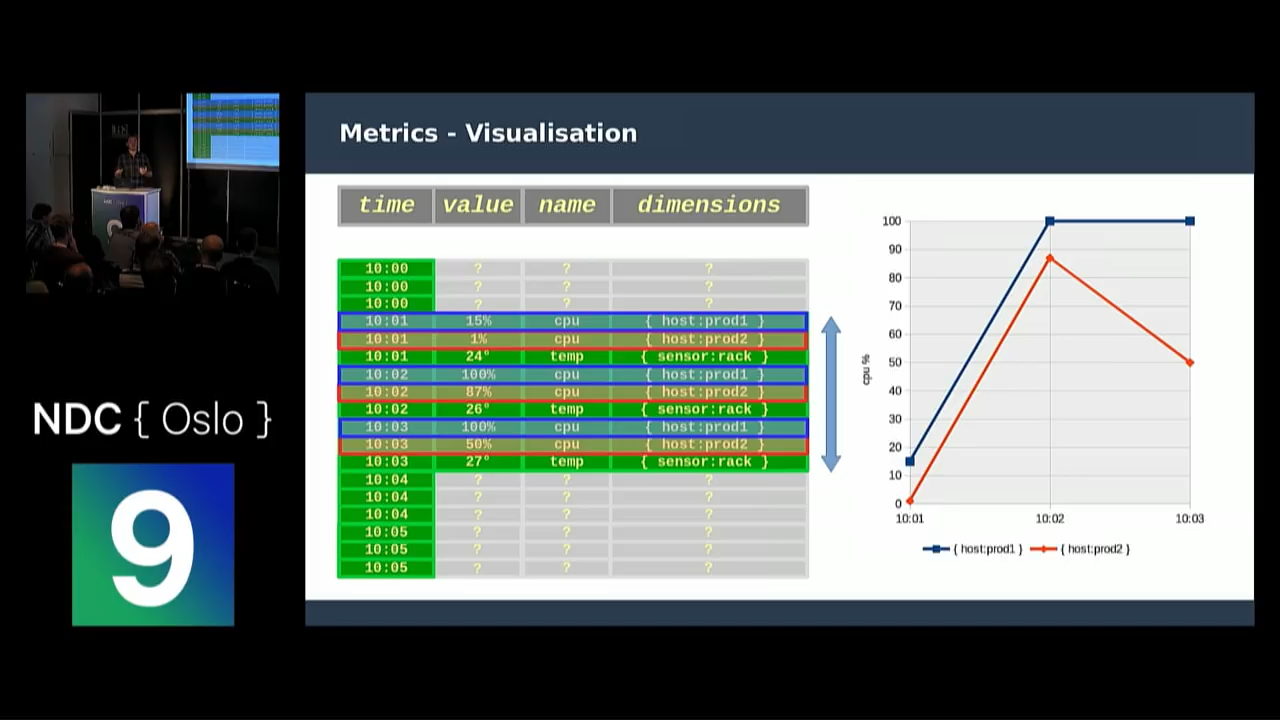 Metrics - Visualisation
time value name dimensions
10:00 ? ? ?
10:00 ? ? ?
10:00 ? ? ?
10:01 15% cpu { host:prod1 }
10:01 1% cpu { host:prod2 }
10:01 24° temp { sensor:rack }
10:02 100% cpu { host:prod1 }
10:02 87% cpu { host:prod2 }
10:02 26° temp { sensor:rack }
10:03 100% cpu { host:prod1 }
10:03 50% cpu { host:prod2 }
10:03 27° temp { sensor:rack }
10:04 ? ? ?
10:04 ? ? ?
10:04 ? ? ?
10:05 ? ? ?
10:05 ? ? ?
10:05 ? ? ?
100
90
80
70
60
50
40
30
20
10
0
cpu %
10:01 10:02 10:03
{ host:prod1 } { host:prod2 }
NDC { Oslo }
9